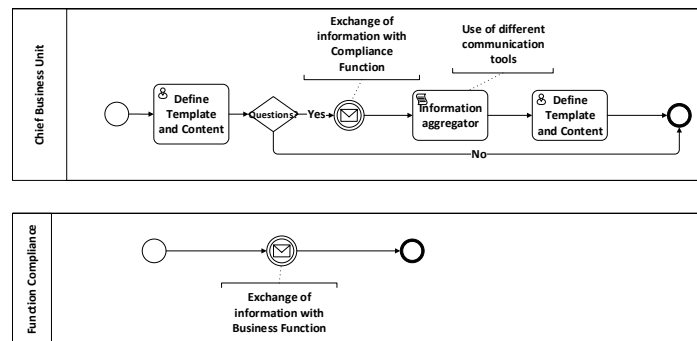 Chief Business Unit
Exchange of
information with
Compliance
Function
Use of different
communication
tools
Define
Template
and Content
Questions?
Yes
Information
aggregator
Define
Template
and Content
No
Function Compliance
Exchange of
information with
Business Function